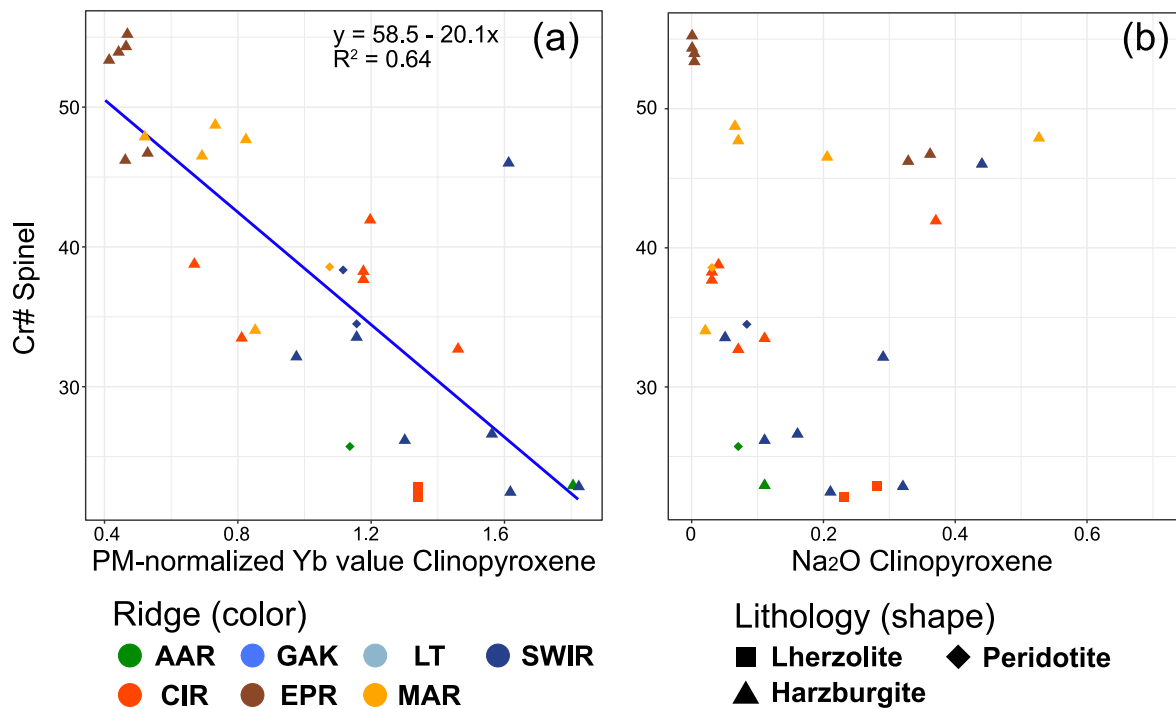 y = 58.5 - 20.1x
R² = 0.64
(a)
(b)
Cr# Spinel
50
40
30
0.4 0.8 1.2 1.6
PM-normalized Yb value Clinopyroxene
50
40
30
0 0.2 0.4 0.6
Na₂O Clinopyroxene
Ridge (color)
AAR GAK LT SWIR
CIR EPR MAR
Lithology (shape)
Lherzolite Peridotite
Harzburgite